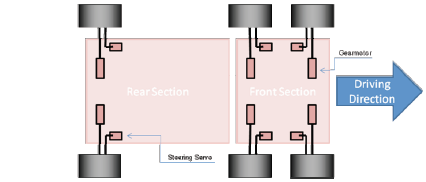 Gearmotor
Rear Section
Front Section
Driving
Direction
Steering Servo